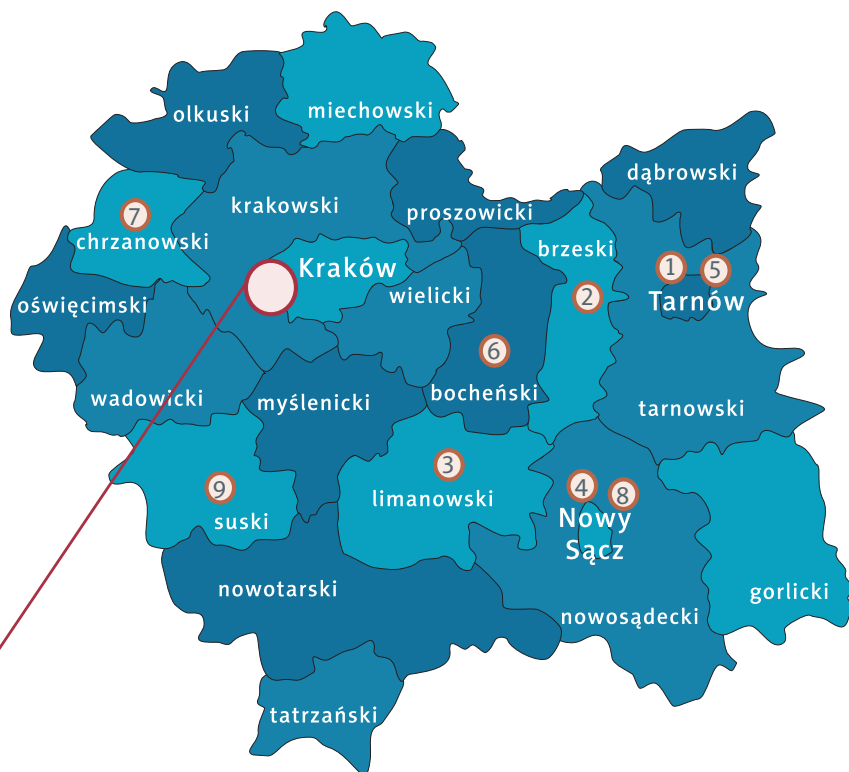 olkuski
miechowski
dąbrowski
krakowski
proszowicki
7
chrzanowski
brzeski
Kraków
1
5
oświęcimski
wielicki
2
Tarnów
6
wadowicki
myślenicki
bocheński
tarnowski
3
limanowski
9
suski
4
8
Nowy
Sącz
nowotarski
nowosądecki
gorlicki
tatrzański